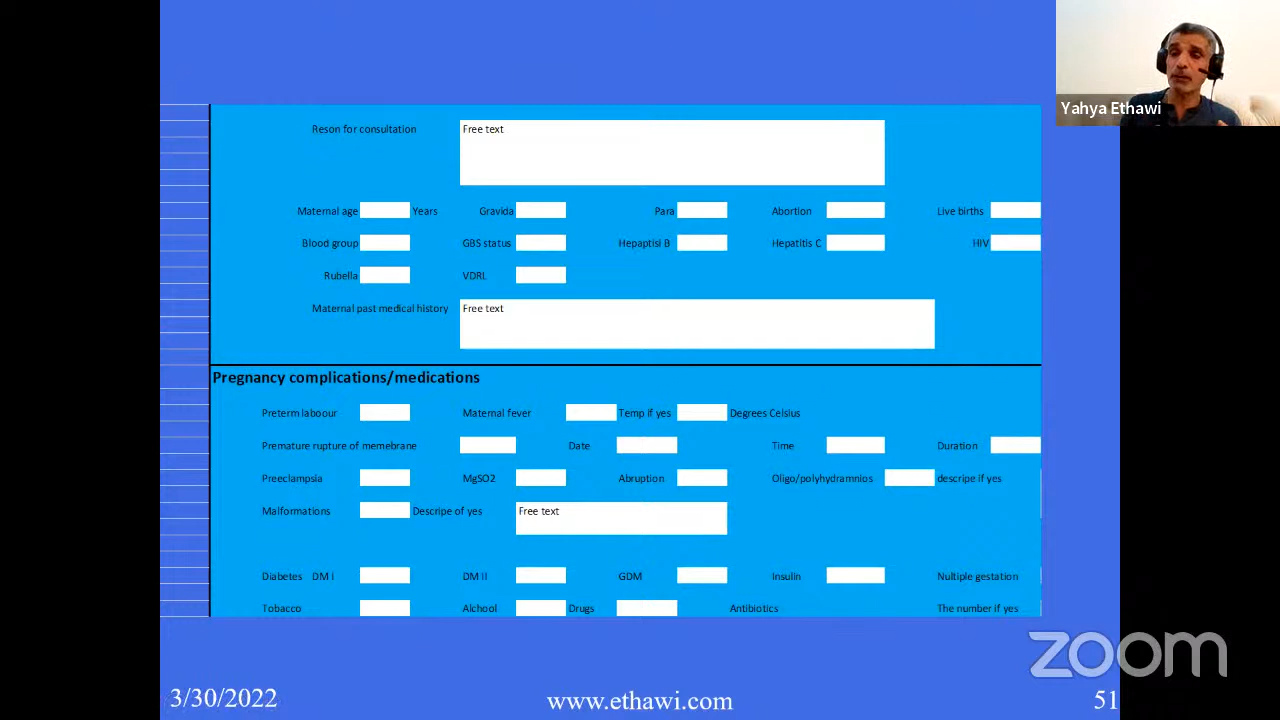 Yahya Ethawi
Reson for consultation Free text
Maternal age Years Gravida Para Abortion Live births
Blood group GBS status Hepaptisi B Hepatitis C HIV
Rubella VDRL
Maternal past medical history Free text
Pregnancy complications/medications
Preterm laboour Maternal fever Temp if yes Degrees Celsius
Premature rupture of memebrane Date Time Duration
Preeclampsia MgSO2 Abruption Oligo/polyhydramnios descripe if yes
Malformations Descripe of yes Free text
Diabetes DM I DM II GDM Insulin Nultiple gestation
Tobacco Alchool Drugs Antibiotics The number if yes
zoom
3/30/2022 www.ethawi.com 51